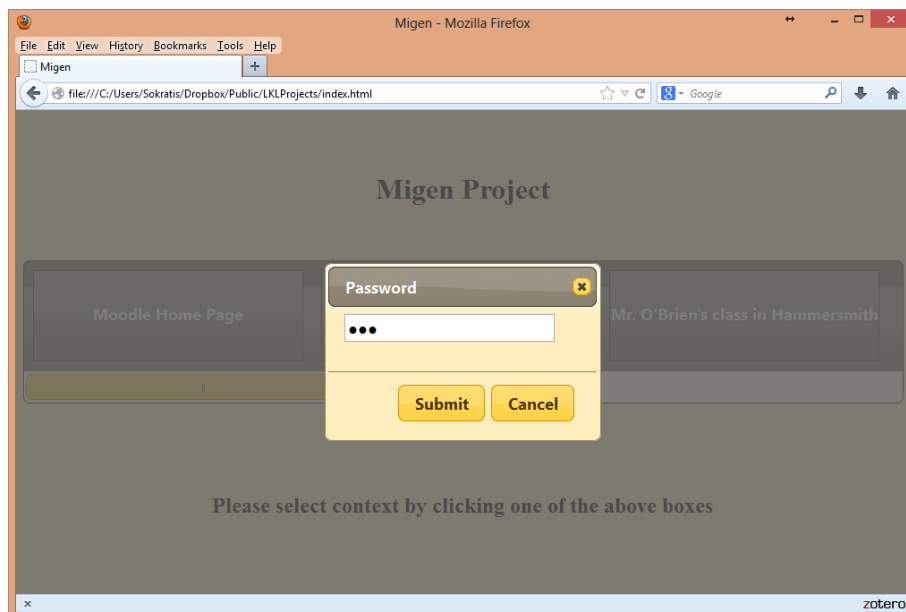 Migen - Mozilla Firefox
File Edit View History Bookmarks Tools Help
Migen
file:///C:/Users/Sokratis/Dropbox/Public/LKLProjects/index.html
Google
Migen Project
Password
Moodle Home Page
Mr. O'Brien's class in Hammersmith
●●●
Submit Cancel
Please select context by clicking one of the above boxes
zotero